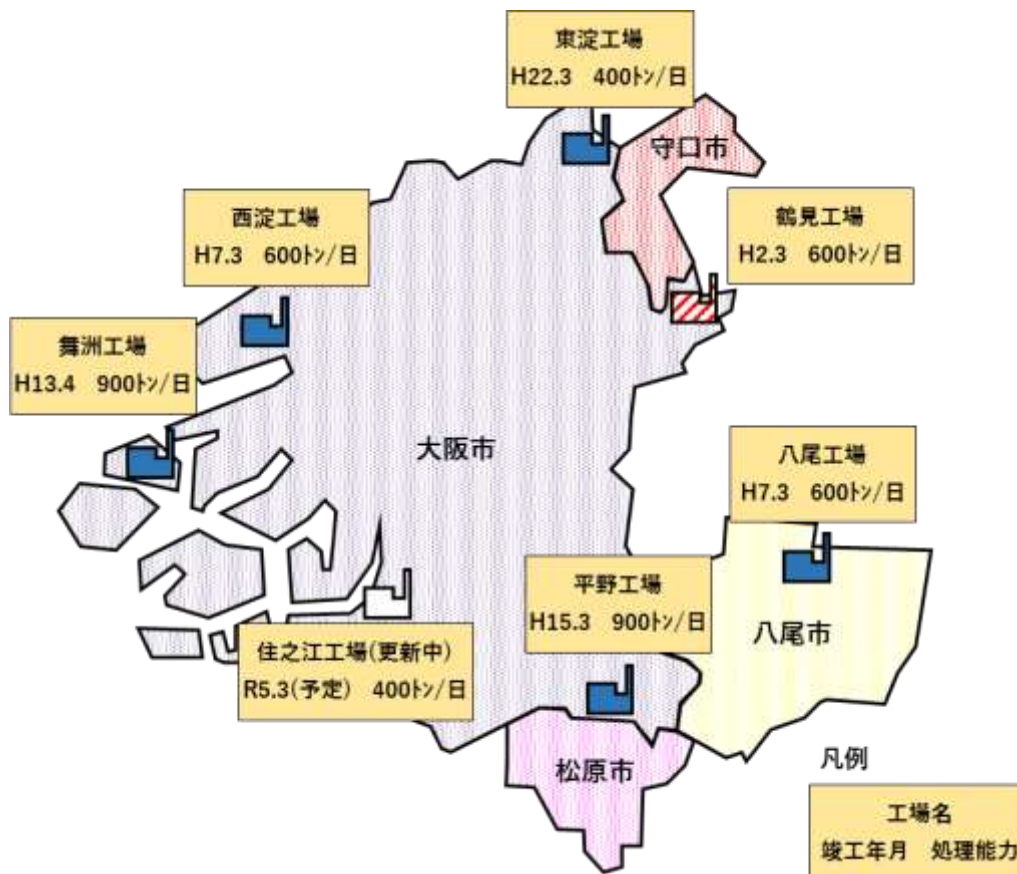 東淀工場
H22.3　400ﾄﾝ/日
守口市
鶴見工場
H2.3　600ﾄﾝ/日
西淀工場
H7.3　600ﾄﾝ/日
舞洲工場
H13.4　900ﾄﾝ/日
大阪市
八尾工場
H7.3　600ﾄﾝ/日
平野工場
H15.3　900ﾄﾝ/日
八尾市
住之江工場(更新中)
R5.3(予定)　400ﾄﾝ/日
松原市
凡例
工場名
竣工年月　処理能力